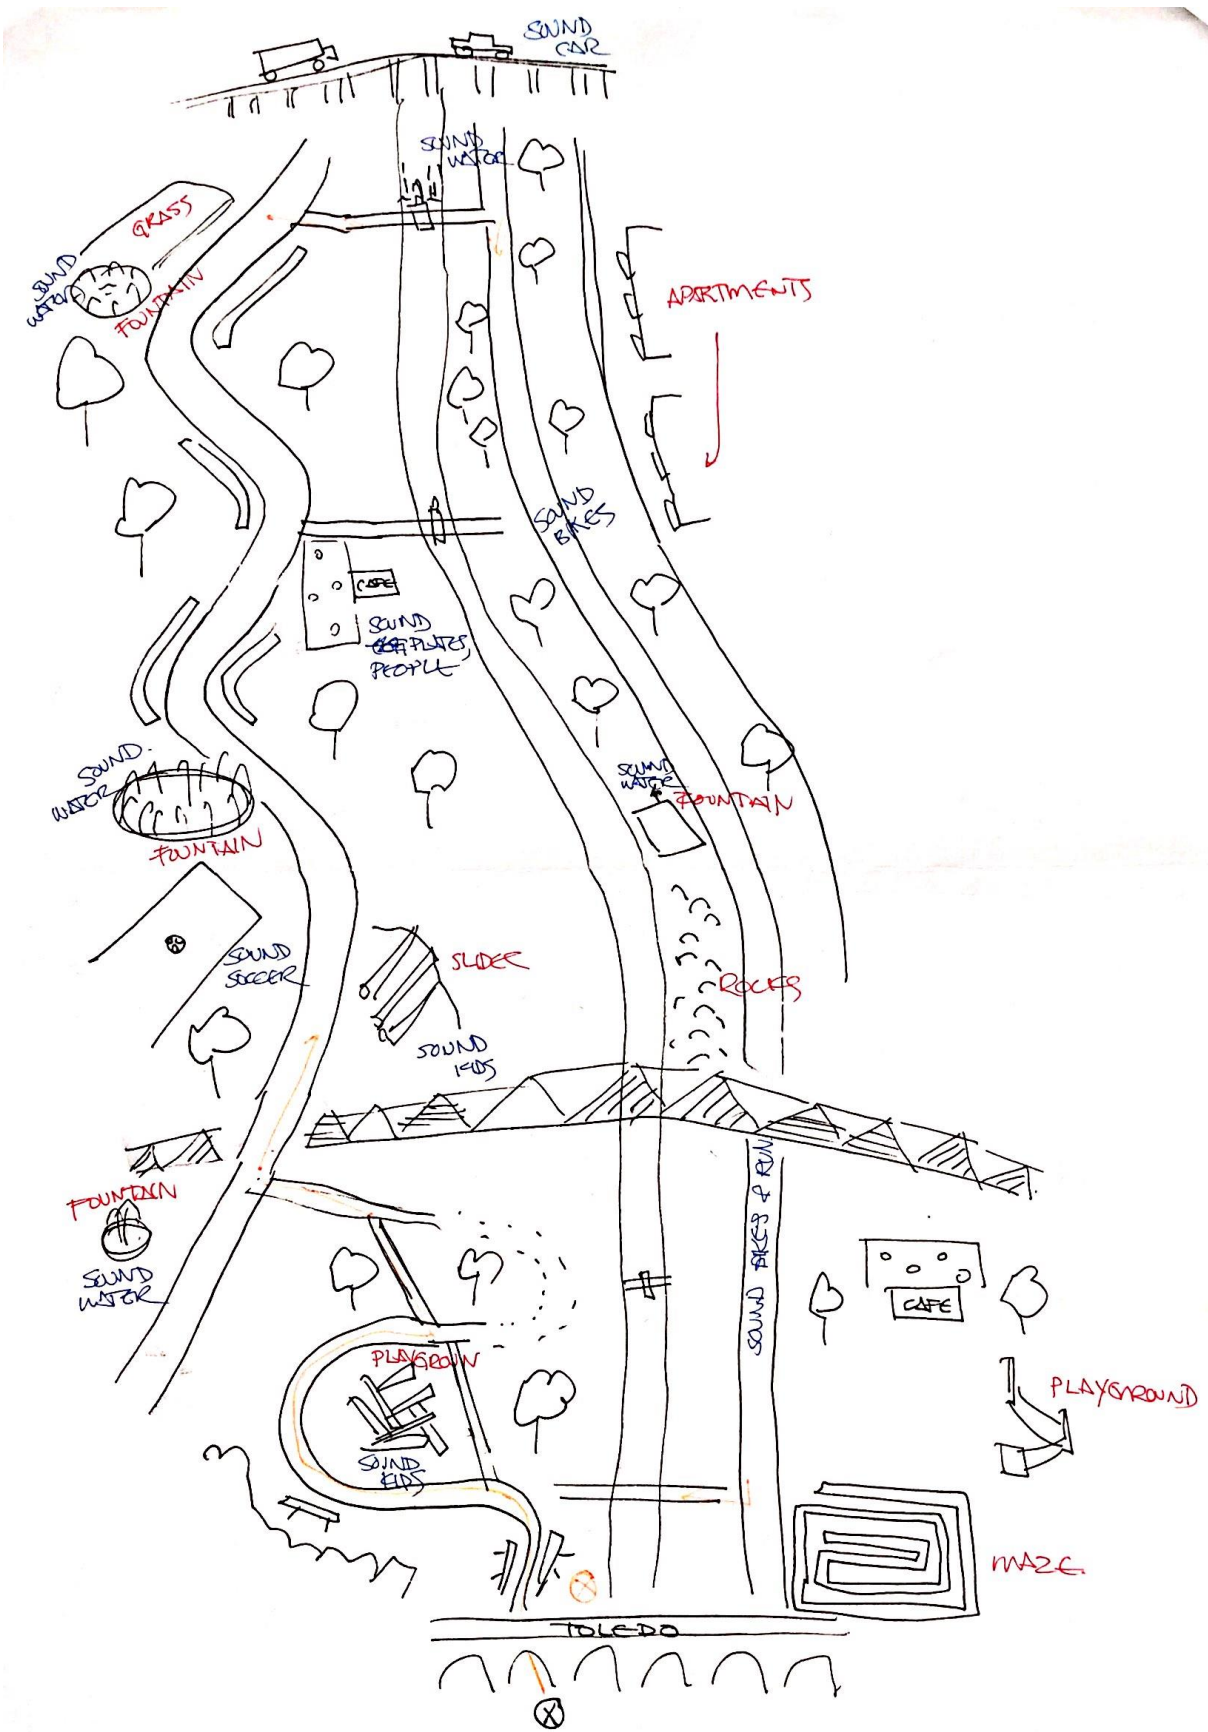 SOUND
CAR
SOUND
WATER
GRASS
SOUND
WATER
FOUNTAIN
APARTMENTS
SOUND
BIKES
CAFE
SOUND
PLATES,
PEOPLE
SOUND
WATER
FOUNTAIN
SOUND
WATER
FOUNTAIN
SOUND
SOCCER
SLIDER
ROCKS
SOUND
KIDS
FOUNTAIN
SOUND
WATER
SOUND BIKES & RUN
CAFE
PLAYGROUN
PLAYGROUND
SOUND
KIDS
MAZE
TOLEDO